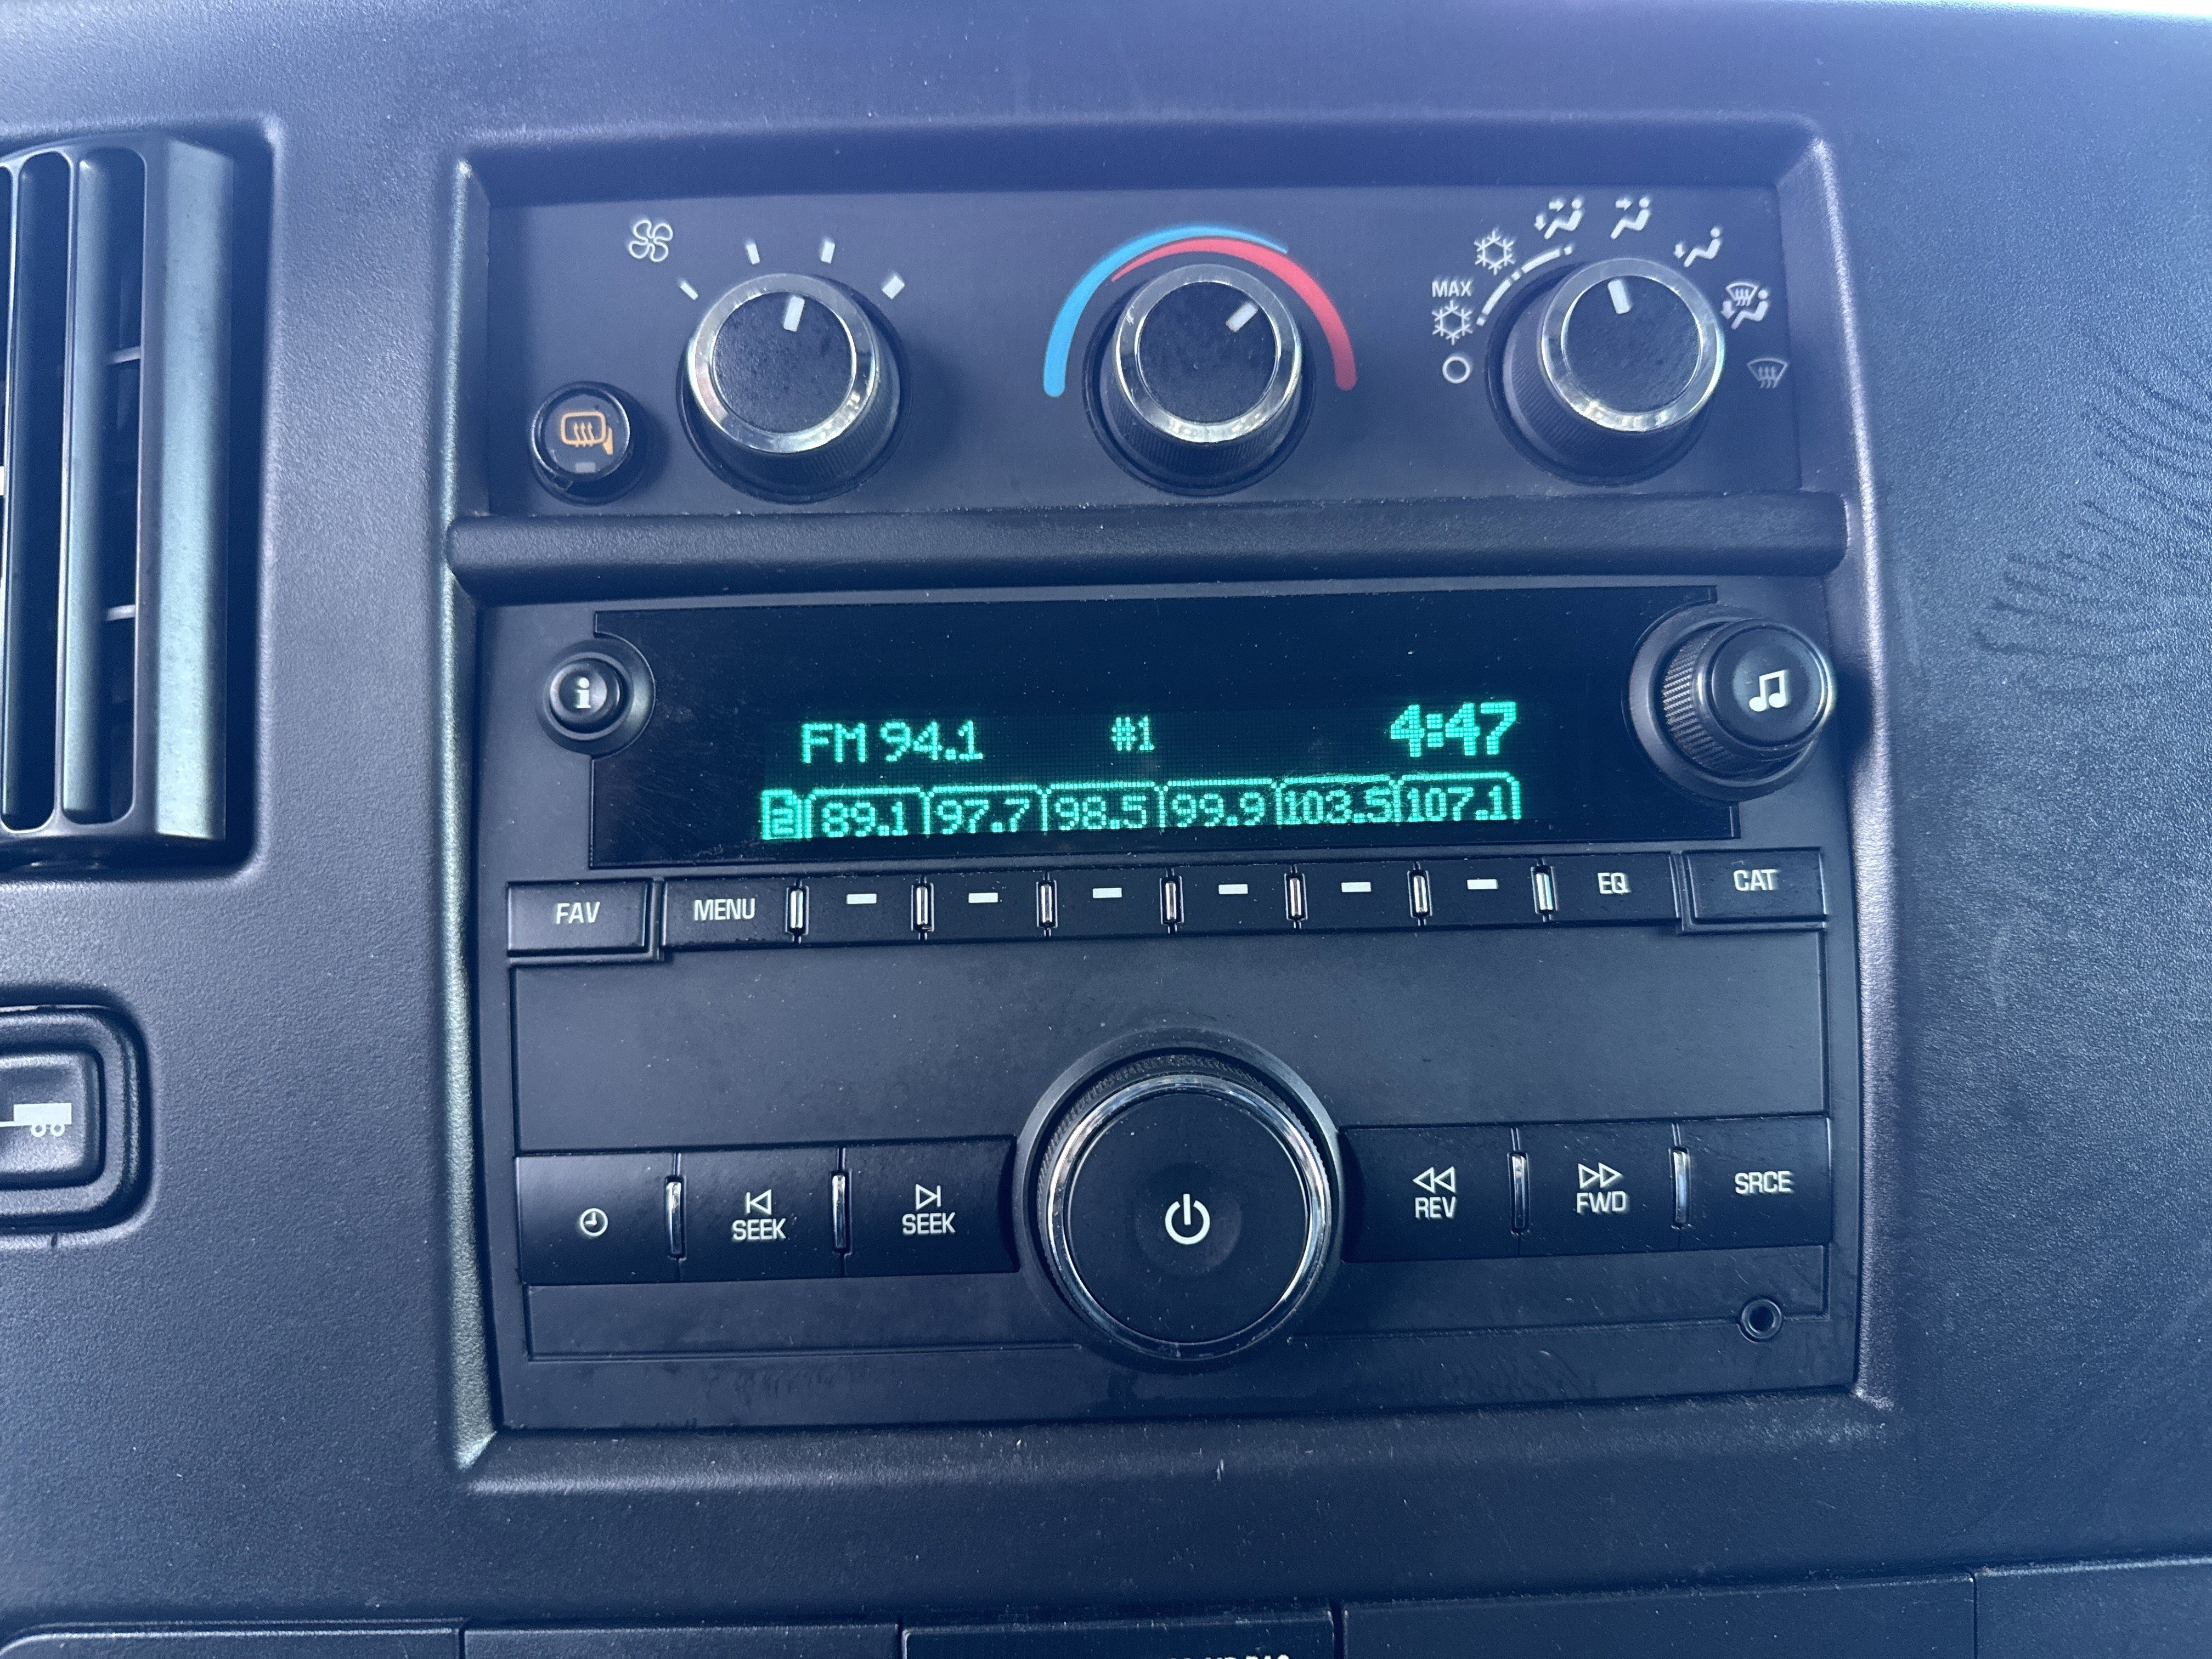 MAX
i
FM 94.1 #1 4:47
2 89.1 97.7 98.5 99.9 103.5 107.1
FAV MENU EQ CAT
SEEK SEEK REV FWD SRCE